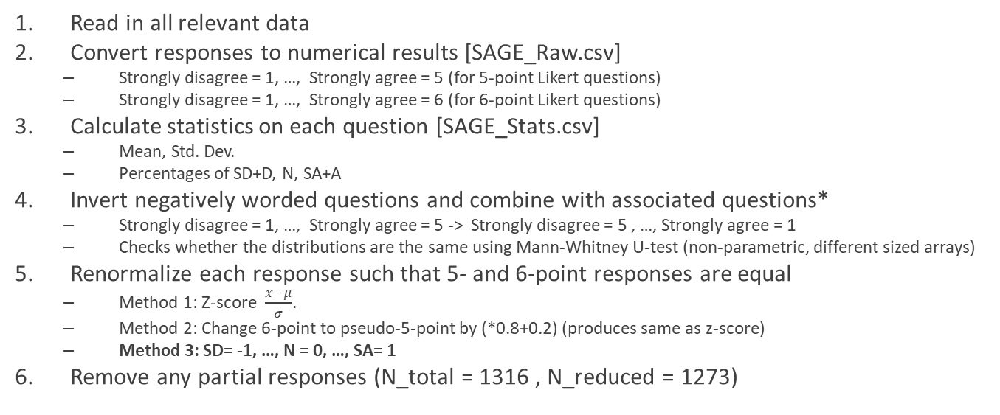 1. Read in all relevant data
2. Convert responses to numerical results [SAGE_Raw.csv]
– Strongly disagree = 1, ..., Strongly agree = 5 (for 5-point Likert questions)
– Strongly disagree = 1, ..., Strongly agree = 6 (for 6-point Likert questions)
3. Calculate statistics on each question [SAGE_Stats.csv]
– Mean, Std. Dev.
– Percentages of SD+D, N, SA+A
4. Invert negatively worded questions and combine with associated questions*
– Strongly disagree = 1, ..., Strongly agree = 5 -> Strongly disagree = 5 , ..., Strongly agree = 1
– Checks whether the distributions are the same using Mann-Whitney U-test (non-parametric, different sized arrays)
5. Renormalize each response such that 5- and 6-point responses are equal
– Method 1: Z-score (x−μ)/σ.
– Method 2: Change 6-point to pseudo-5-point by (*0.8+0.2) (produces same as z-score)
– Method 3: SD= -1, ..., N = 0, ..., SA= 1
6. Remove any partial responses (N_total = 1316 , N_reduced = 1273)